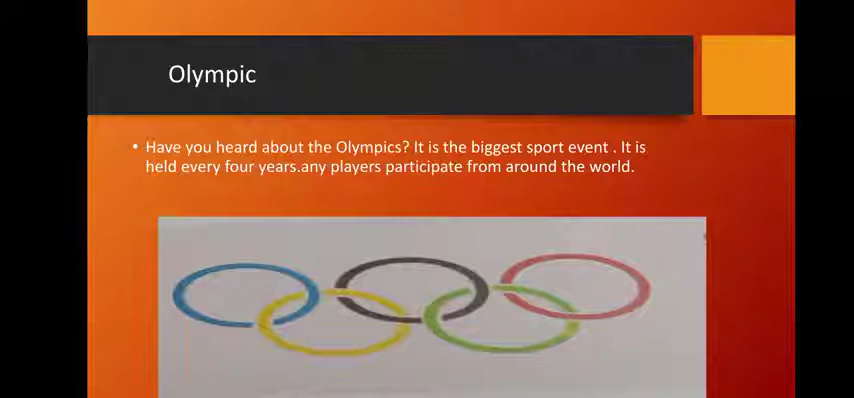 Olympic
• Have you heard about the Olympics? It is the biggest sport event . It is
held every four years.any players participate from around the world.